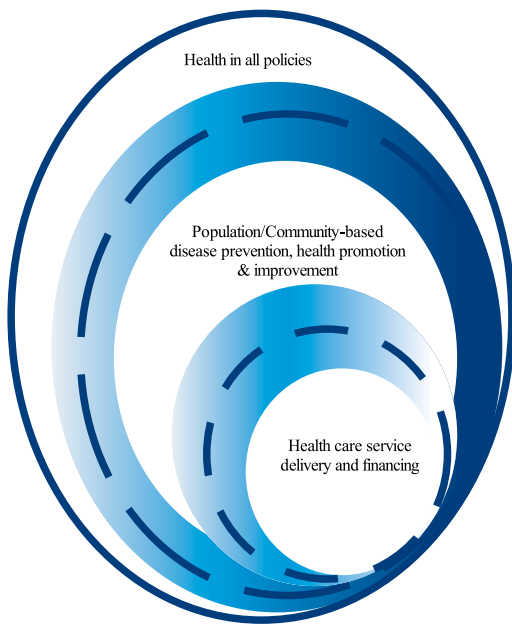 Health in all policies
Population/Community-based
disease prevention, health promotion
& improvement
Health care service
delivery and financing